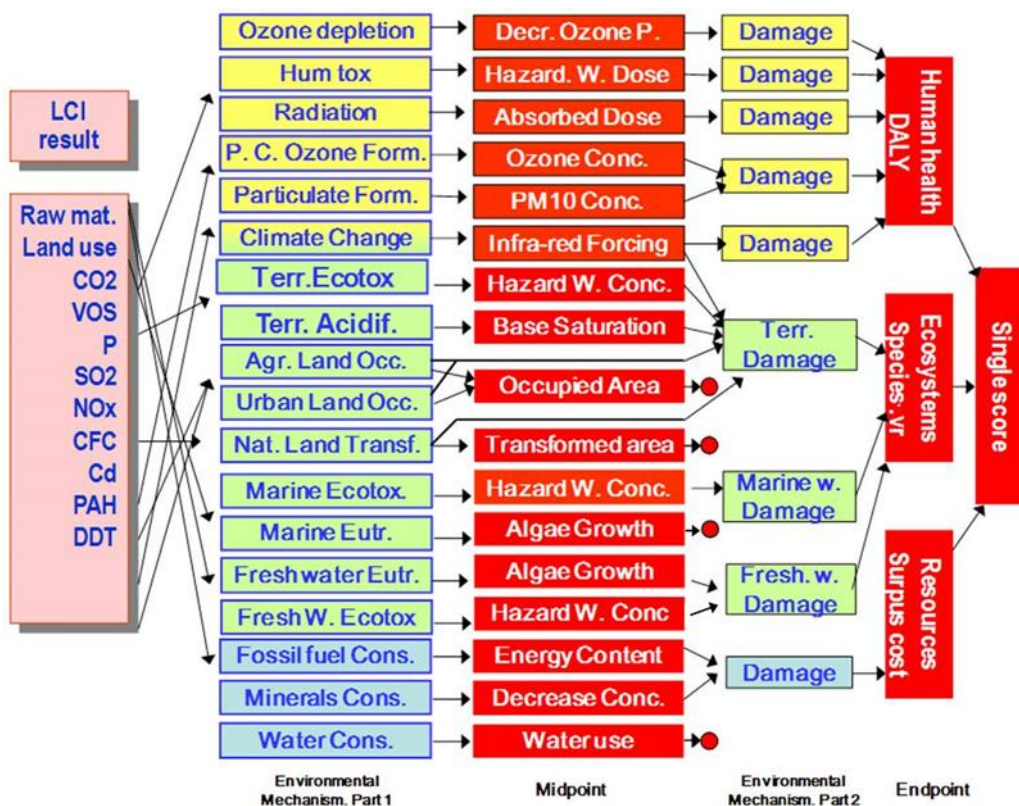 LCI
result
Raw mat.
Land use
CO2
VOS
P
SO2
NOx
CFC
Cd
PAH
DDT
Ozone depletion
Hum tox
Radiation
P. C. Ozone Form.
Particulate Form.
Climate Change
Terr.Ecotox
Terr. Acidif.
Agr. Land Occ.
Urban Land Occ.
Nat. Land Transf.
Marine Ecotox.
Marine Eutr.
Freshwater Eutr.
Fresh W. Ecotox
Fossil fuel Cons.
Minerals Cons.
Water Cons.
Environmental
Mechanism. Part 1
Decr. Ozone P.
Hazard. W. Dose
Absorbed Dose
Ozone Conc.
PM10 Conc.
Infra-red Forcing
Hazard W. Conc.
Base Saturation
Occupied Area
Transformed area
Hazard W. Conc.
Algae Growth
Algae Growth
Hazard W. Conc
Energy Content
Decrease Conc.
Water use
Midpoint
Damage
Damage
Damage
Damage
Damage
Terr.
Damage
Marine w.
Damage
Fresh. w.
Damage
Damage
Environmental
Mechanism. Part 2
Human health
DALY
Ecosystems
Species. yr
Resources
Surpus cost
Endpoint
Single score